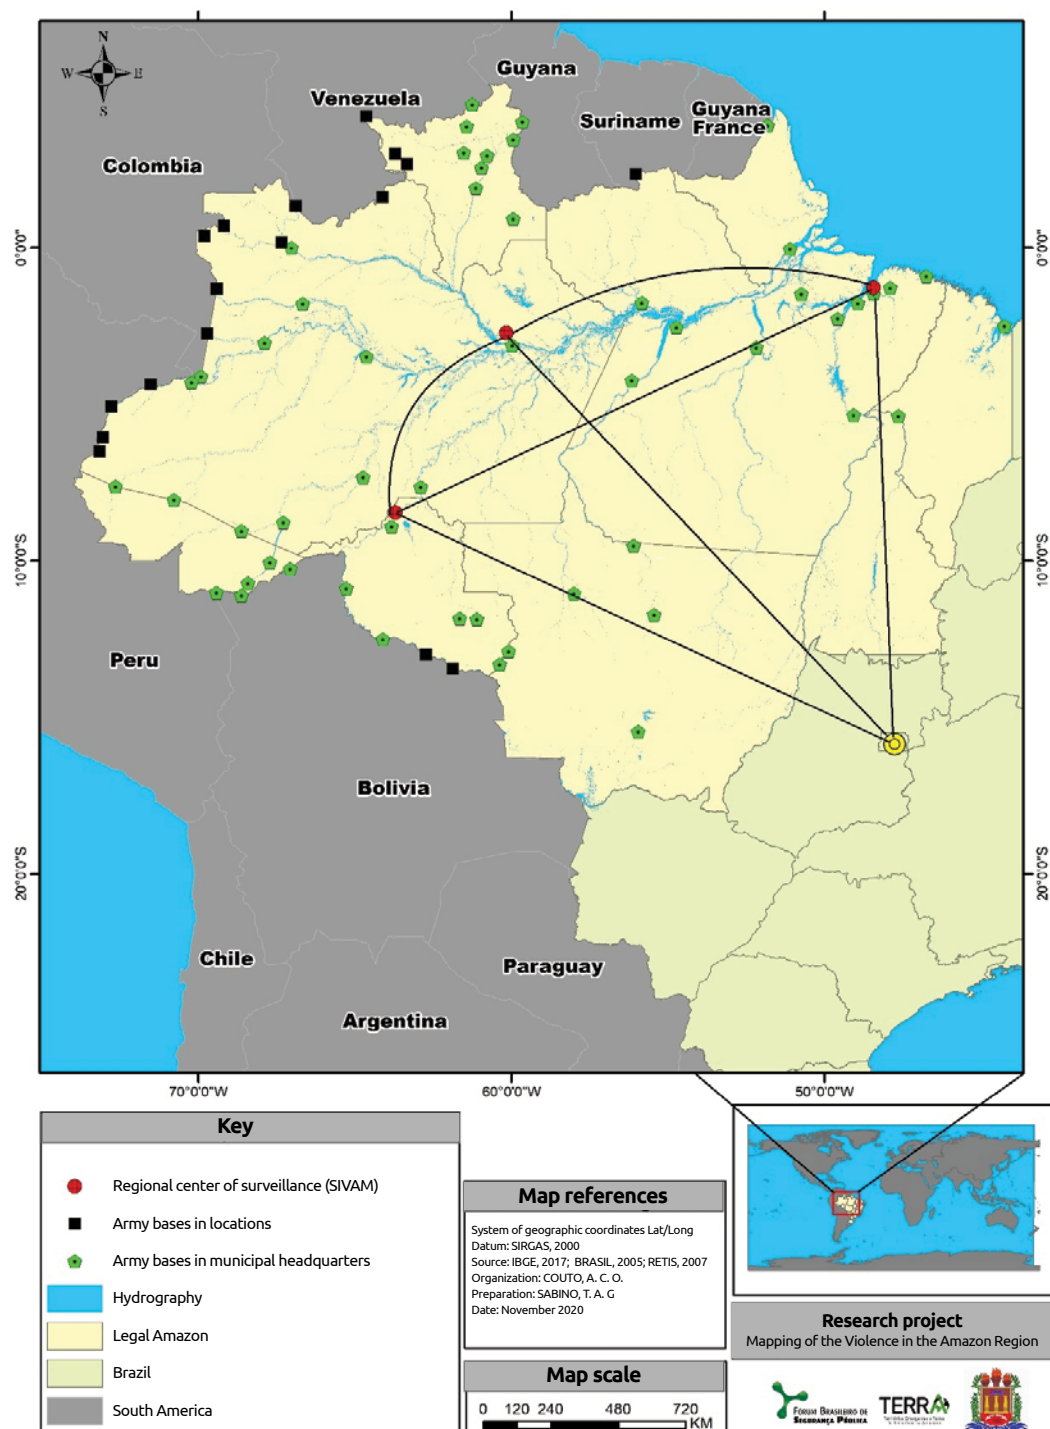 N
W
E
S
Guyana
Venezuela
Suriname
Guyana
France
Colombia
0°0'0"
0°0'0"
10°0'0"S
10°0'0"S
Peru
Bolivia
20°0'0"S
20°0'0"S
Chile
Paraguay
Argentina
70°0'0"W
60°0'0"W
50°0'0"W
Key
Regional center of surveillance (SIVAM)
Army bases in locations
Army bases in municipal headquarters
Hydrography
Legal Amazon
Brazil
South America
Map references
System of geographic coordinates Lat/Long
Datum: SIRGAS, 2000
Source: IBGE, 2017; BRASIL, 2005; RETIS, 2007
Organization: COUTO, A. C. O.
Preparation: SABINO, T. A. G
Date: November 2020
Map scale
0 120 240 480 720
KM
Research project
Mapping of the Violence in the Amazon Region
FÓRUM BRASILEIRO DE
SEGURANÇA PÚBLICA
TERRA